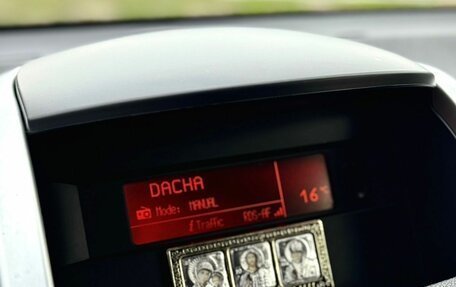 DACHA
Mode: MANUAL
16°C
i Traffic RDS-AF